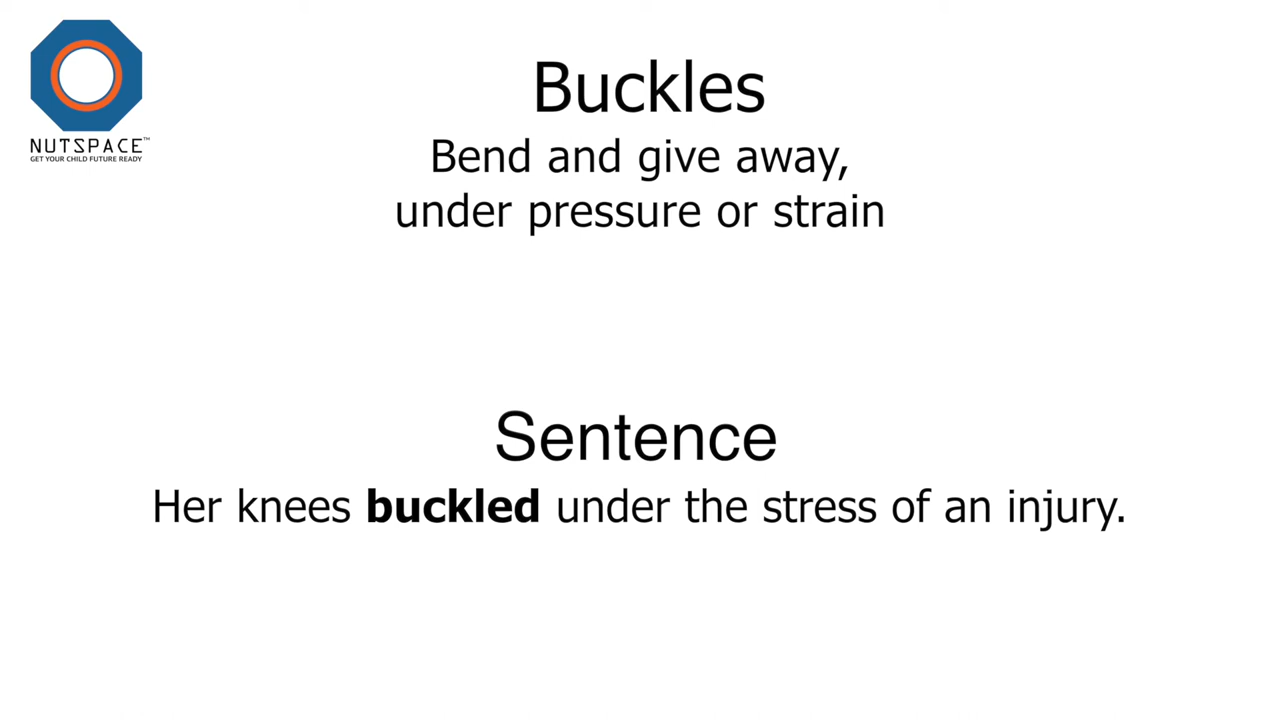 NUTSPACE™
GET YOUR CHILD FUTURE READY
Buckles
Bend and give away,
under pressure or strain
Sentence
Her knees buckled under the stress of an injury.